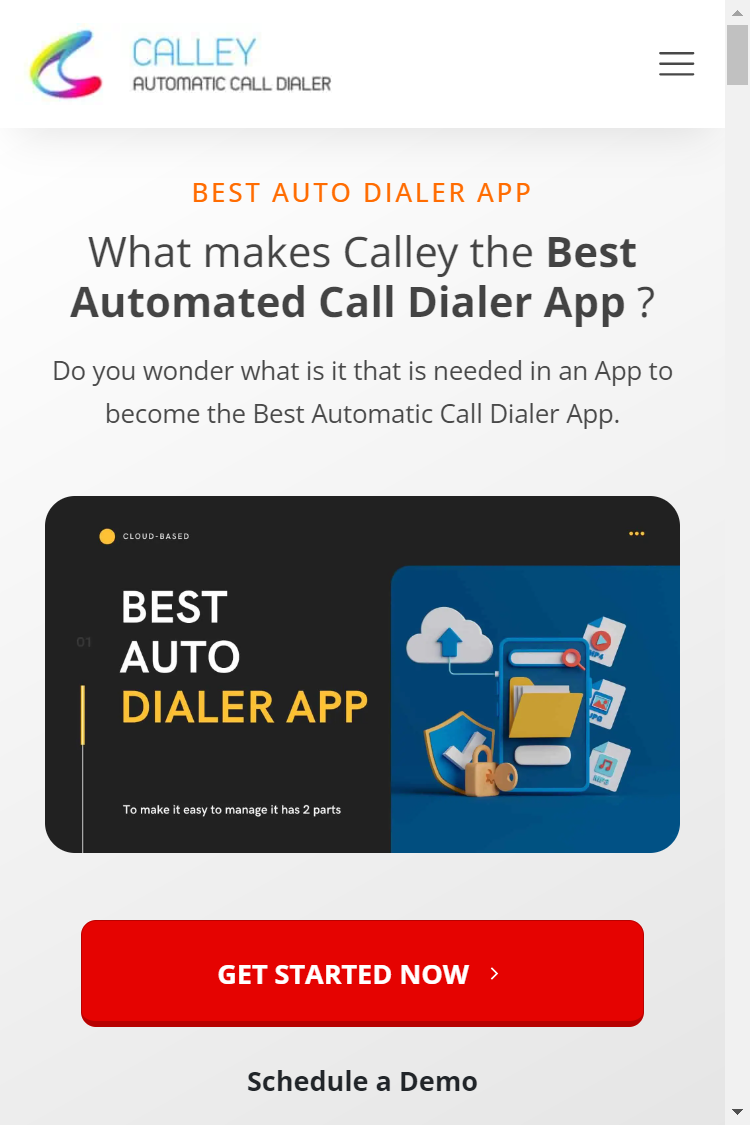 CALLEY
AUTOMATIC CALL DIALER
BEST AUTO DIALER APP
What makes Calley the Best
Automated Call Dialer App ?
Do you wonder what is it that is needed in an App to
become the Best Automatic Call Dialer App.
CLOUD-BASED
BEST
AUTO
01
DIALER APP
MP4
JPG
MP3
To make it easy to manage it has 2 parts
GET STARTED NOW
Schedule a Demo